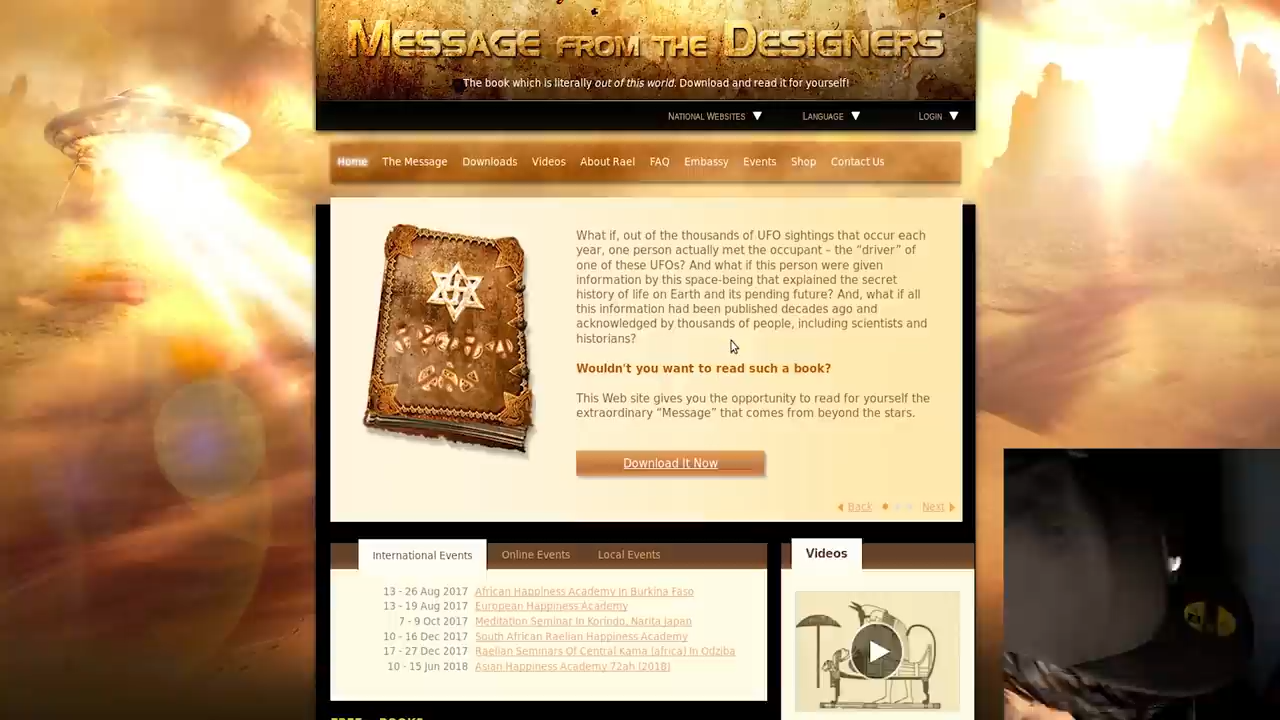 MESSAGE FROM THE DESIGNERS
The book which is literally out of this world. Download and read it for yourself!
NATIONAL WEBSITES LANGUAGE LOGIN
Home The Message Downloads Videos About Rael FAQ Embassy Events Shop Contact Us
What if, out of the thousands of UFO sightings that occur each
year, one person actually met the occupant – the “driver” of
one of these UFOs? And what if this person were given
information by this space-being that explained the secret
history of life on Earth and its pending future? And, what if all
this information had been published decades ago and
acknowledged by thousands of people, including scientists and
historians?
Wouldn't you want to read such a book?
This Web site gives you the opportunity to read for yourself the
extraordinary “Message” that comes from beyond the stars.
Download It Now
Back Next
International Events Online Events Local Events
13 - 26 Aug 2017 African Happiness Academy In Burkina Faso
13 - 19 Aug 2017 European Happiness Academy
7 - 9 Oct 2017 Meditation Seminar In Korindo, Narita Japan
10 - 16 Dec 2017 South African Raelian Happiness Academy
17 - 27 Dec 2017 Raelian Seminars Of Central Kama (africa) In Odziba
10 - 15 Jun 2018 Asian Happiness Academy 72ah (2018)
Videos